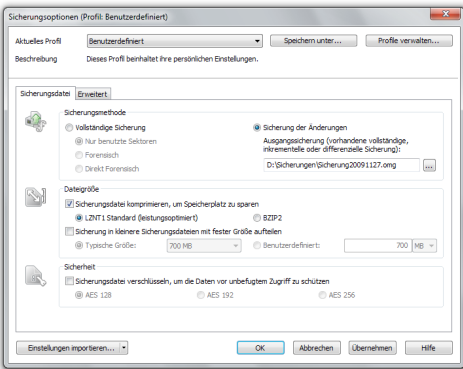 Sicherungsoptionen (Profil: Benutzerdefiniert)
Aktuelles Profil Benutzerdefiniert Speichern unter... Profile verwalten...
Beschreibung Dieses Profil beinhaltet ihre persönlichen Einstellungen.
Sicherungsdatei Erweitert
Sicherungsmethode
Vollständige Sicherung Sicherung der Änderungen
Nur benutzte Sektoren Ausgangssicherung (vorhandene vollständige,
Forensisch inkrementelle oder differenzielle Sicherung):
Direkt Forensisch D:\Sicherungen\Sicherung20091127.omg ...
Dateigröße
Sicherungsdatei komprimieren, um Speicherplatz zu sparen
LZNT1 Standard (leistungsoptimiert) BZIP2
Sicherung in kleinere Sicherungsdateien mit fester Größe aufteilen
Typische Größe: 700 MB Benutzerdefiniert: 700 MB
Sicherheit
Sicherungsdatei verschlüsseln, um die Daten vor unbefugtem Zugriff zu schützen
AES 128 AES 192 AES 256
Einstellungen importieren... OK Abbrechen Übernehmen Hilfe